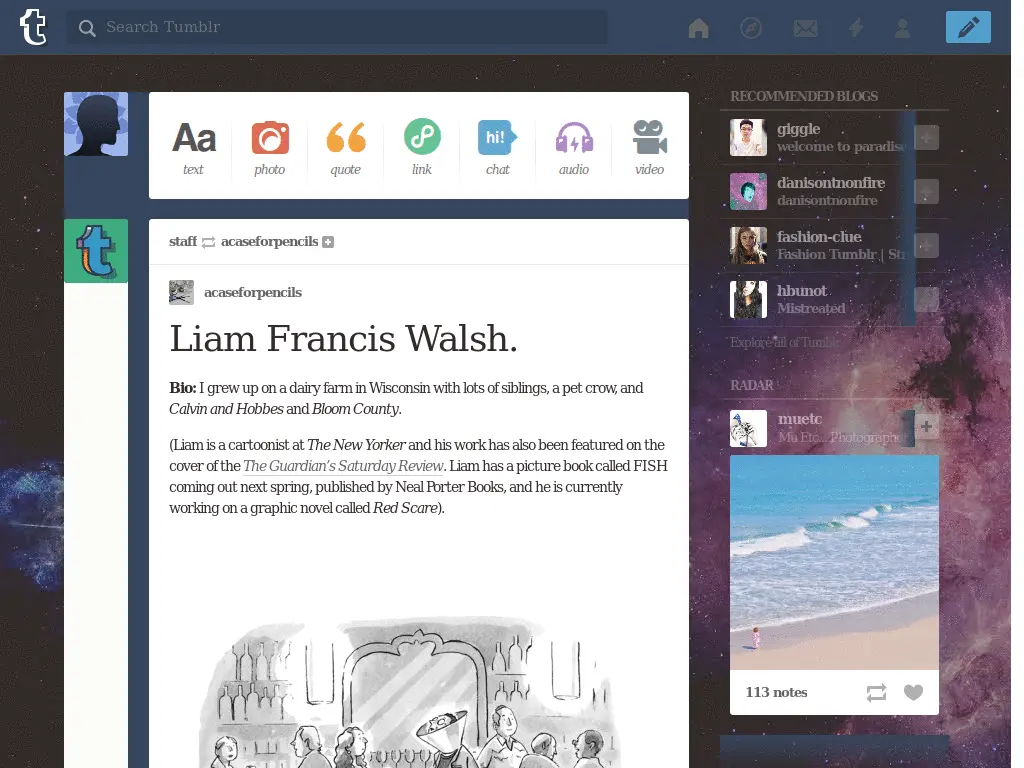 Search Tumblr
Aa
hi!
text photo quote link chat audio video
staff acaseforpencils
acaseforpencils
Liam Francis Walsh.
Bio: I grew up on a dairy farm in Wisconsin with lots of siblings, a pet crow, and
Calvin and Hobbes and Bloom County.
(Liam is a cartoonist at The New Yorker and his work has also been featured on the
cover of the The Guardian's Saturday Review. Liam has a picture book called FISH
coming out next spring, published by Neal Porter Books, and he is currently
working on a graphic novel called Red Scare).
RECOMMENDED BLOGS
giggle
welcome to paradise
danisontnonfire
danisontnonfire
fashion-clue
Fashion Tumblr | Str
hbunot
Mistreated
Explore all of Tumblr
RADAR
muetc
Mu Etc... Photographer
113 notes